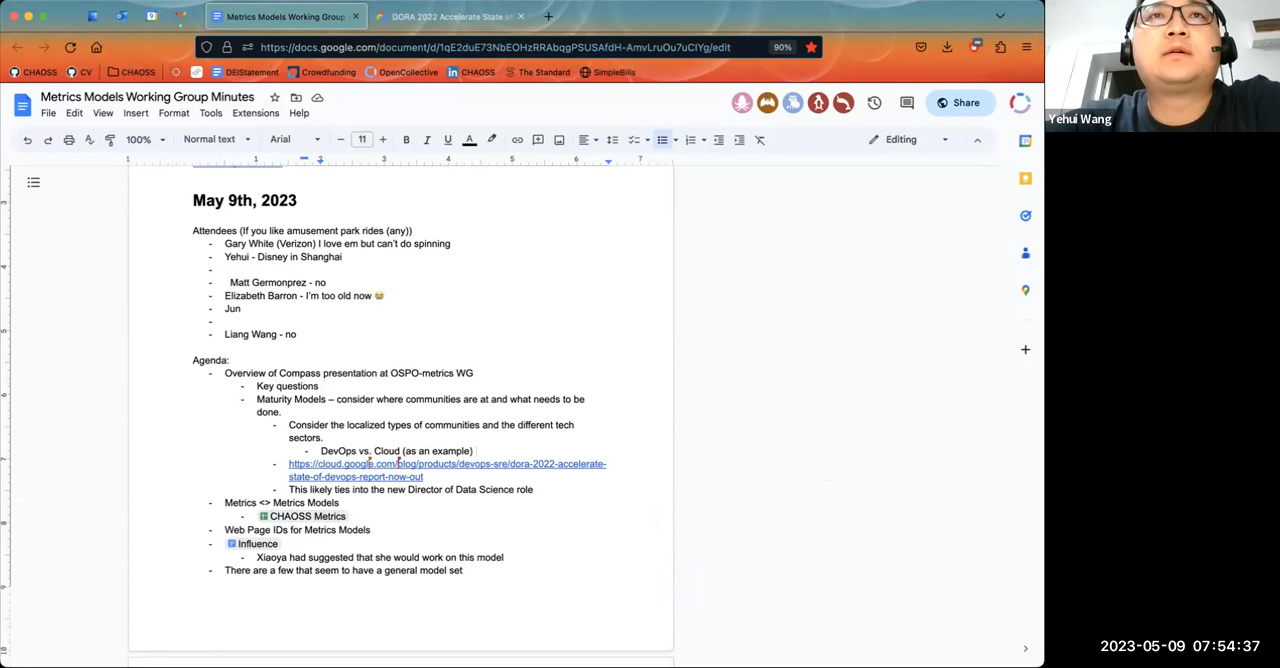 Metrics Models Working Group
DORA 2022 Accelerate State of
https://docs.google.com/document/d/1qE2duE73NbEOHzRRAbqgPSUSAfdH-AmvLruOu7uClYg/edit
90%
CHAOSS
CV
CHAOSS
DEIStatement
Crowdfunding
OpenCollective
CHAOSS
The Standard
SimpleBills
Metrics Models Working Group Minutes
File Edit View Insert Format Tools Extensions Help
Share
100%
Normal text
Arial
11
Editing
1 1 2 3 4 5 6 7
May 9th, 2023
Attendees (If you like amusement park rides (any))
- Gary White (Verizon) I love em but can't do spinning
- Yehui - Disney in Shanghai
-
- Matt Germonprez - no
- Elizabeth Barron - I'm too old now 😂
- Jun
-
- Liang Wang - no
Agenda:
- Overview of Compass presentation at OSPO-metrics WG
- Key questions
- Maturity Models – consider where communities are at and what needs to be
done.
- Consider the localized types of communities and the different tech
sectors.
- DevOps vs. Cloud (as an example)
- https://cloud.google.com/blog/products/devops-sre/dora-2022-accelerate-
state-of-devops-report-now-out
- This likely ties into the new Director of Data Science role
- Metrics <> Metrics Models
- CHAOSS Metrics
- Web Page IDs for Metrics Models
- Influence
- Xiaoya had suggested that she would work on this model
- There are a few that seem to have a general model set
Yehui Wang
2023-05-09 07:54:37